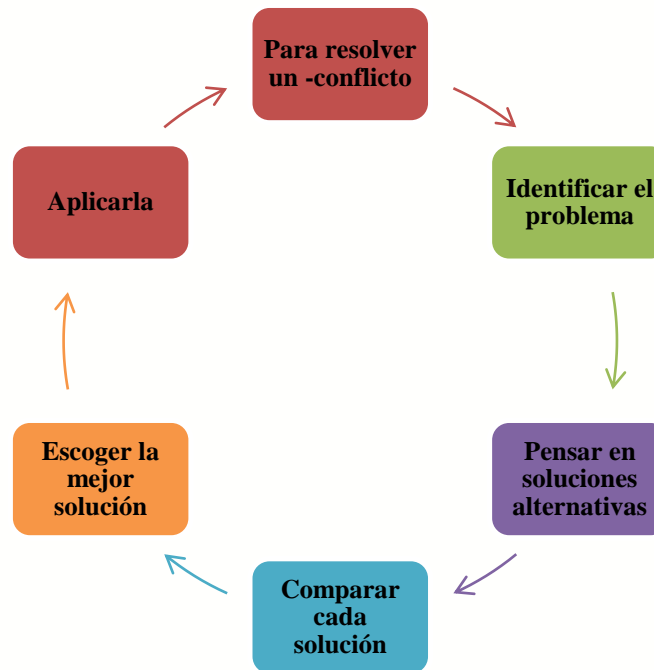 Para resolver
un -conflicto
Identificar el
problema
Pensar en
soluciones
alternativas
Comparar
cada
solución
Escoger la
mejor
solución
Aplicarla